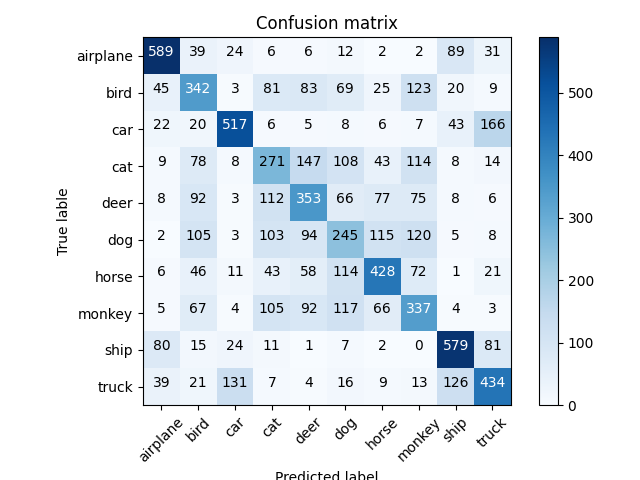 Confusion matrix
airplane 589 39 24 6 6 12 2 2 89 31
bird 45 342 3 81 83 69 25 123 20 9
car 22 20 517 6 5 8 6 7 43 166
cat 9 78 8 271 147 108 43 114 8 14
deer 8 92 3 112 353 66 77 75 8 6
dog 2 105 3 103 94 245 115 120 5 8
horse 6 46 11 43 58 114 428 72 1 21
monkey 5 67 4 105 92 117 66 337 4 3
ship 80 15 24 11 1 7 2 0 579 81
truck 39 21 131 7 4 16 9 13 126 434
airplane bird car cat deer dog horse monkey ship truck
True lable
Predicted label
500
400
300
200
100
0